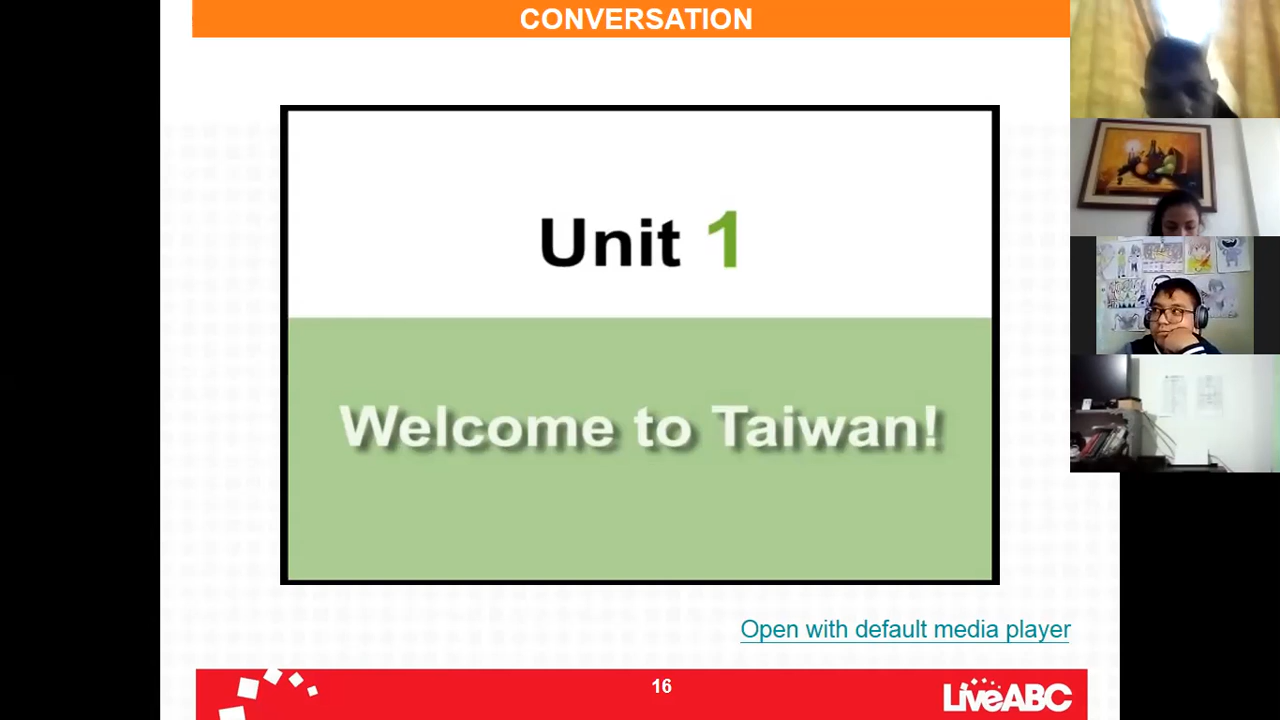 CONVERSATION
Unit 1
Welcome to Taiwan!
Open with default media player
16
LiveABC